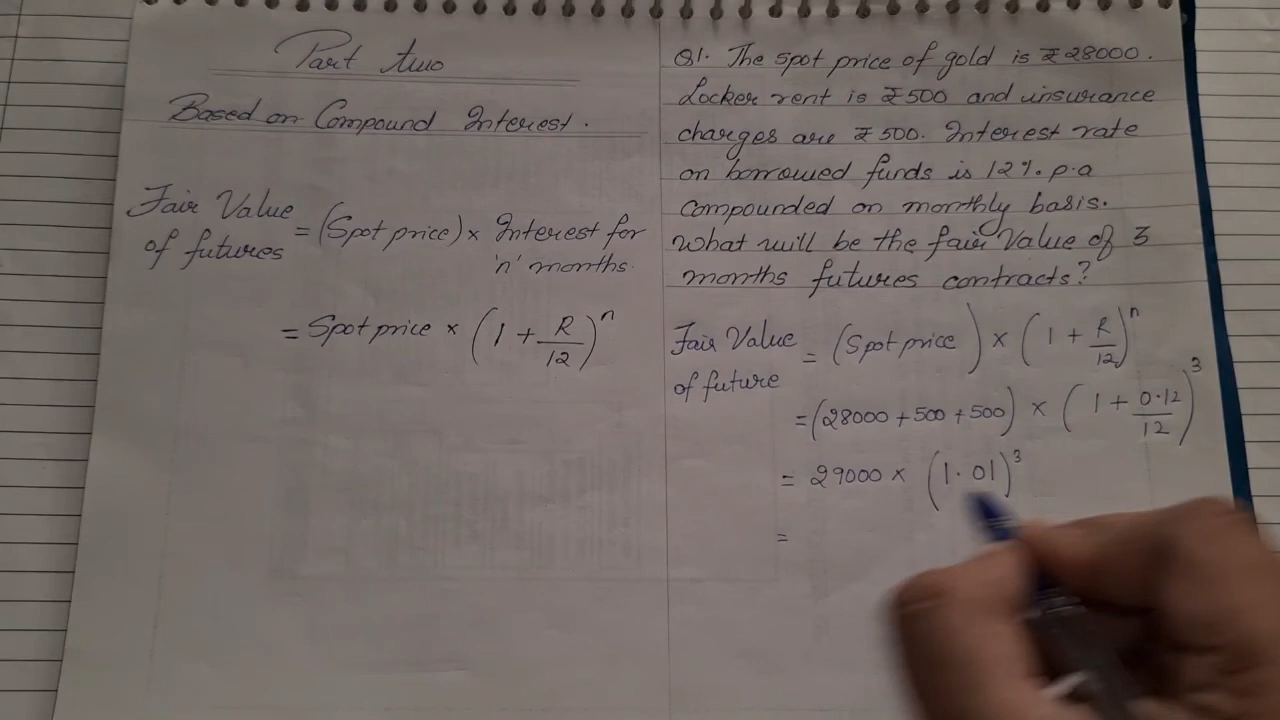 Part two
Based on Compound Interest.
Fair Value of futures = (Spot price) × Interest for 'n' months.
= Spot price × (1 + R/12)^n
Q1. The spot price of gold is ₹28000.
Locker rent is ₹500 and insurance
charges are ₹500. Interest rate
on borrowed funds is 12%. p.a
compounded on monthly basis.
What will be the fair Value of 3
months futures contracts?
Fair Value of future = (Spot price) × (1 + R/12)^n
= (28000 + 500 + 500) × (1 + 0.12/12)^3
= 29000 × (1.01)^3
=